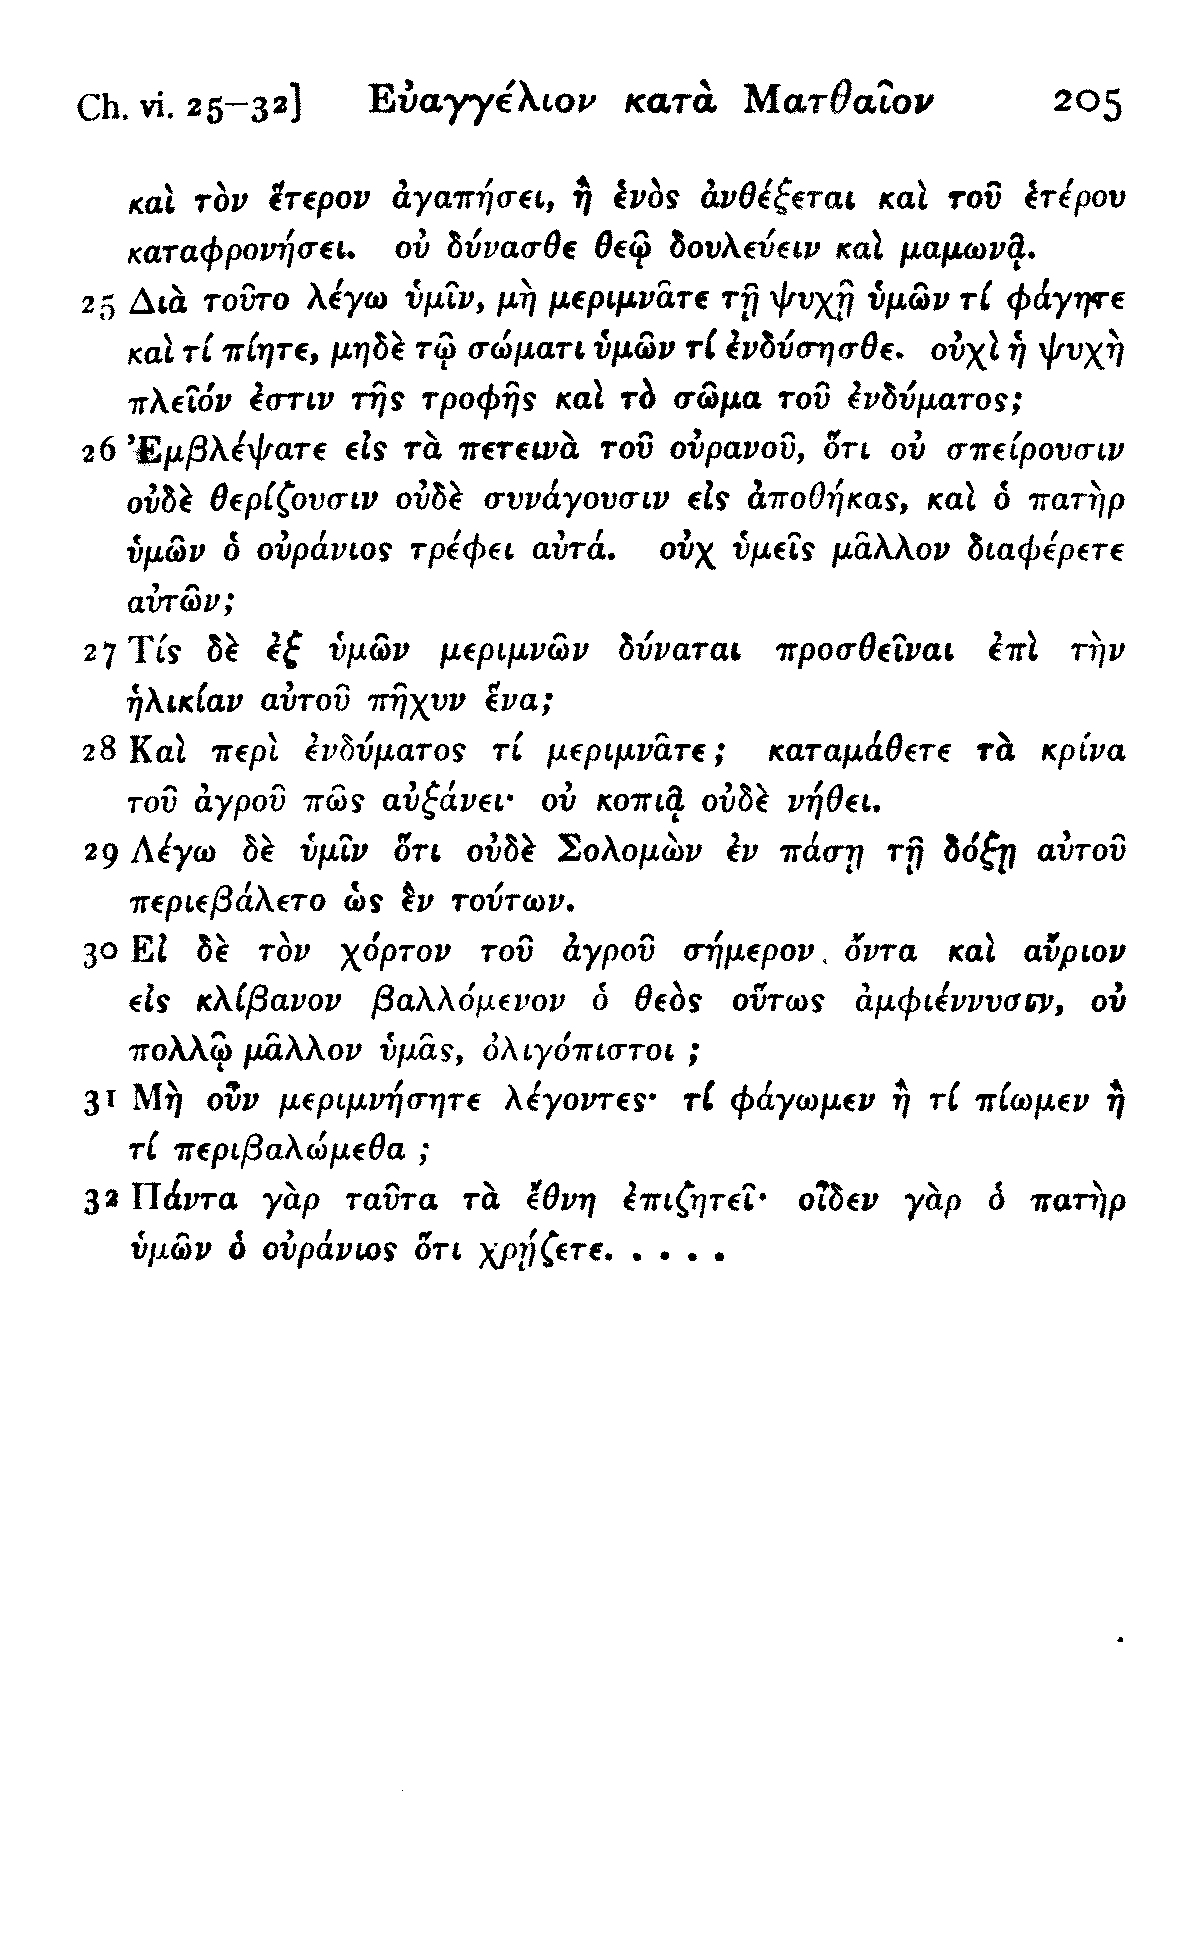 Ch. vi. 25–32] Εὐαγγέλιον κατὰ Ματθαῖον 205
καὶ τὸν ἕτερον ἀγαπήσει, ἢ ἑνὸς ἀνθέξεται καὶ τοῦ ἑτέρου
καταφρονήσει. οὐ δύνασθε θεῷ δουλεύειν καὶ μαμωνᾷ.
25 Διὰ τοῦτο λέγω ὑμῖν, μὴ μεριμνᾶτε τῇ ψυχῇ ὑμῶν τί φάγητε
καὶ τί πίητε, μηδὲ τῷ σώματι ὑμῶν τί ἐνδύσησθε. οὐχὶ ἡ ψυχὴ
πλεῖόν ἐστιν τῆς τροφῆς καὶ τὸ σῶμα τοῦ ἐνδύματος;
26 Ἐμβλέψατε εἰς τὰ πετεινὰ τοῦ οὐρανοῦ, ὅτι οὐ σπείρουσιν
οὐδὲ θερίζουσιν οὐδὲ συνάγουσιν εἰς ἀποθήκας, καὶ ὁ πατὴρ
ὑμῶν ὁ οὐράνιος τρέφει αὐτά. οὐχ ὑμεῖς μᾶλλον διαφέρετε
αὐτῶν;
27 Τίς δὲ ἐξ ὑμῶν μεριμνῶν δύναται προσθεῖναι ἐπὶ τὴν
ἡλικίαν αὐτοῦ πῆχυν ἕνα;
28 Καὶ περὶ ἐνδύματος τί μεριμνᾶτε; καταμάθετε τὰ κρίνα
τοῦ ἀγροῦ πῶς αὐξάνει· οὐ κοπιᾷ οὐδὲ νήθει.
29 Λέγω δὲ ὑμῖν ὅτι οὐδὲ Σολομὼν ἐν πάσῃ τῇ δόξῃ αὐτοῦ
περιεβάλετο ὡς ἓν τούτων.
30 Εἰ δὲ τὸν χόρτον τοῦ ἀγροῦ σήμερον ὄντα καὶ αὔριον
εἰς κλίβανον βαλλόμενον ὁ θεὸς οὕτως ἀμφιέννυσιν, οὐ
πολλῷ μᾶλλον ὑμᾶς, ὀλιγόπιστοι ;
31 Μὴ οὖν μεριμνήσητε λέγοντες· τί φάγωμεν ἢ τί πίωμεν ἢ
τί περιβαλώμεθα ;
32 Πάντα γὰρ ταῦτα τὰ ἔθνη ἐπιζητεῖ· οἶδεν γὰρ ὁ πατὴρ
ὑμῶν ὁ οὐράνιος ὅτι χρῄζετε. . . . .